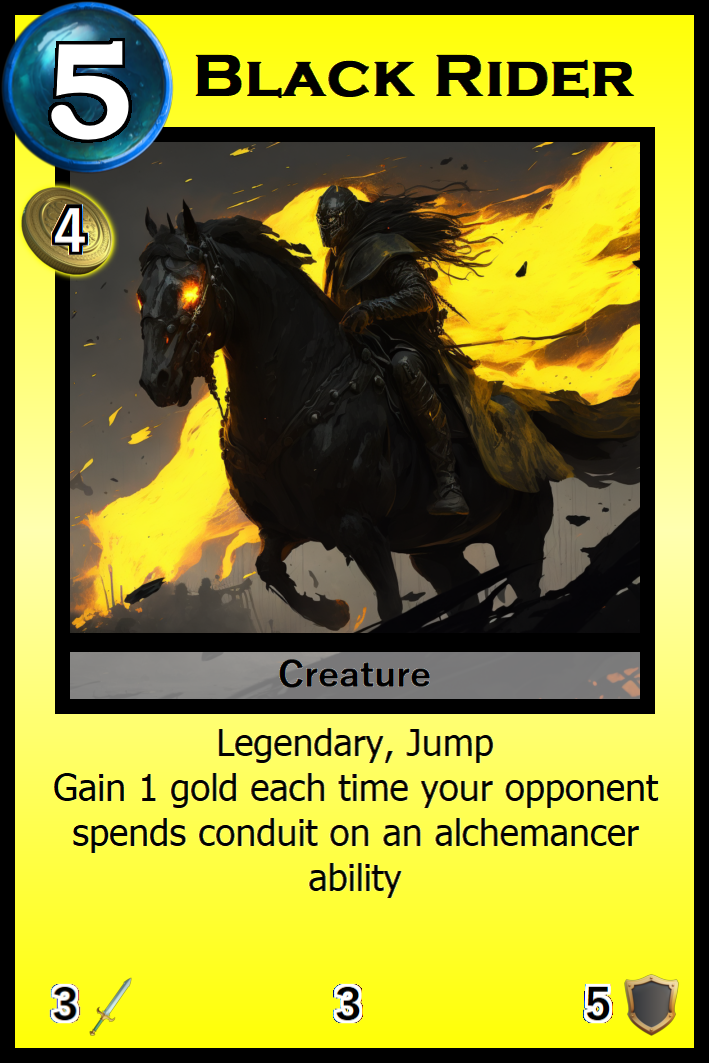 5
Black Rider
4
Creature
Legendary, Jump
Gain 1 gold each time your opponent
spends conduit on an alchemancer
ability
3 3 5